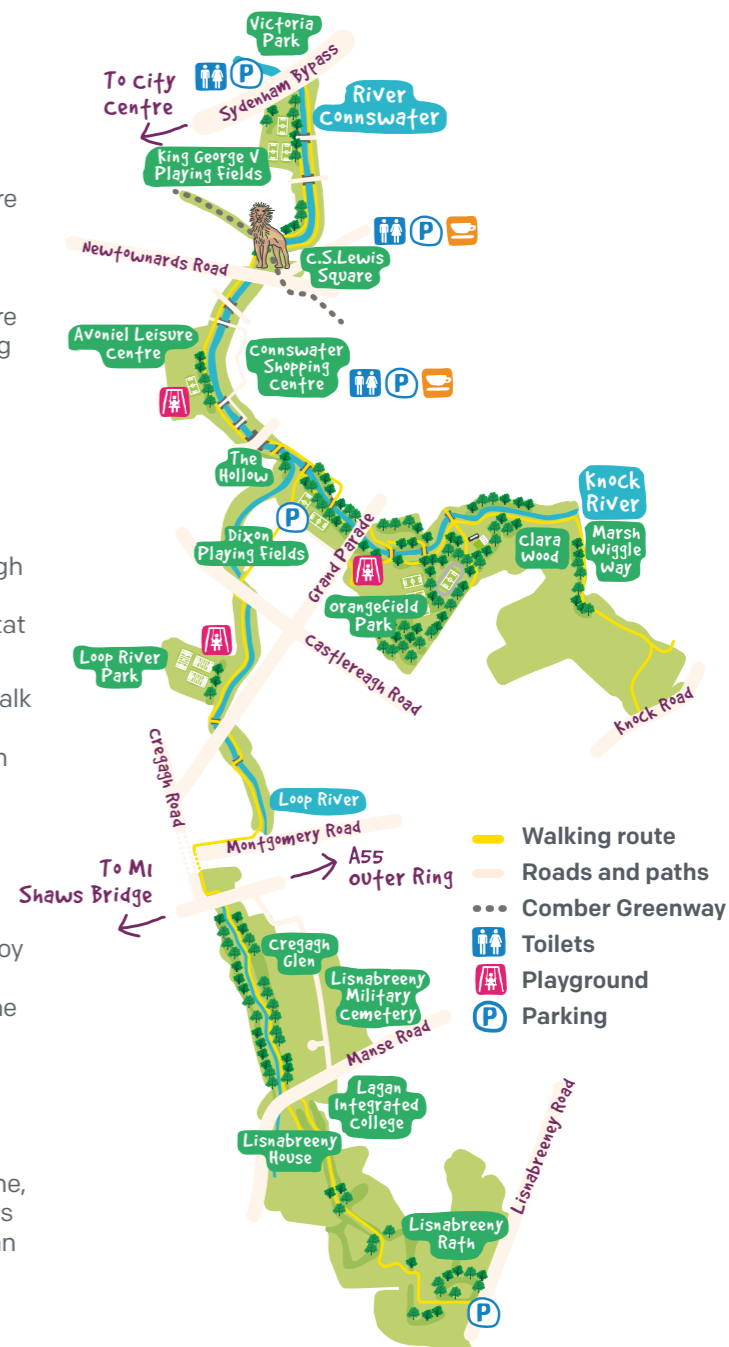 Victoria
Park
P
Sydenham Bypass
To City
Centre
River
Connswater
King George V
Playing Fields
P
Newtownards Road
C.S.Lewis
Square
Avoniel Leisure
Centre
Connswater
Shopping
Centre
P
The
Hollow
P
Dixon
Playing Fields
Grand Parade
Knock
River
Clara
Wood
Marsh
Wiggle
Way
Orangefield
Park
Castlereagh Road
Loop River
Park
Knock Road
Cregagh Road
Loop River
Montgomery Road
To M1
Shaws Bridge
A55
Outer Ring
Walking route
Roads and paths
Comber Greenway
Toilets
Playground
P Parking
Cregagh
Glen
Lisnabreeny
Military
Cemetery
Manse Road
Lagan
Integrated
College
Lisnabreeny
House
Lisnabreeney Road
Lisnabreeny
Rath
P